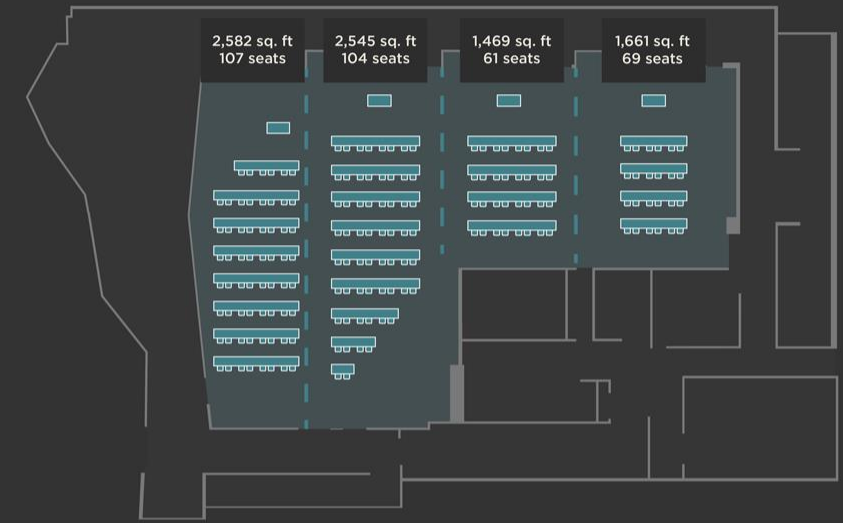 2,582 sq. ft
107 seats
2,545 sq. ft
104 seats
1,469 sq. ft
61 seats
1,661 sq. ft
69 seats